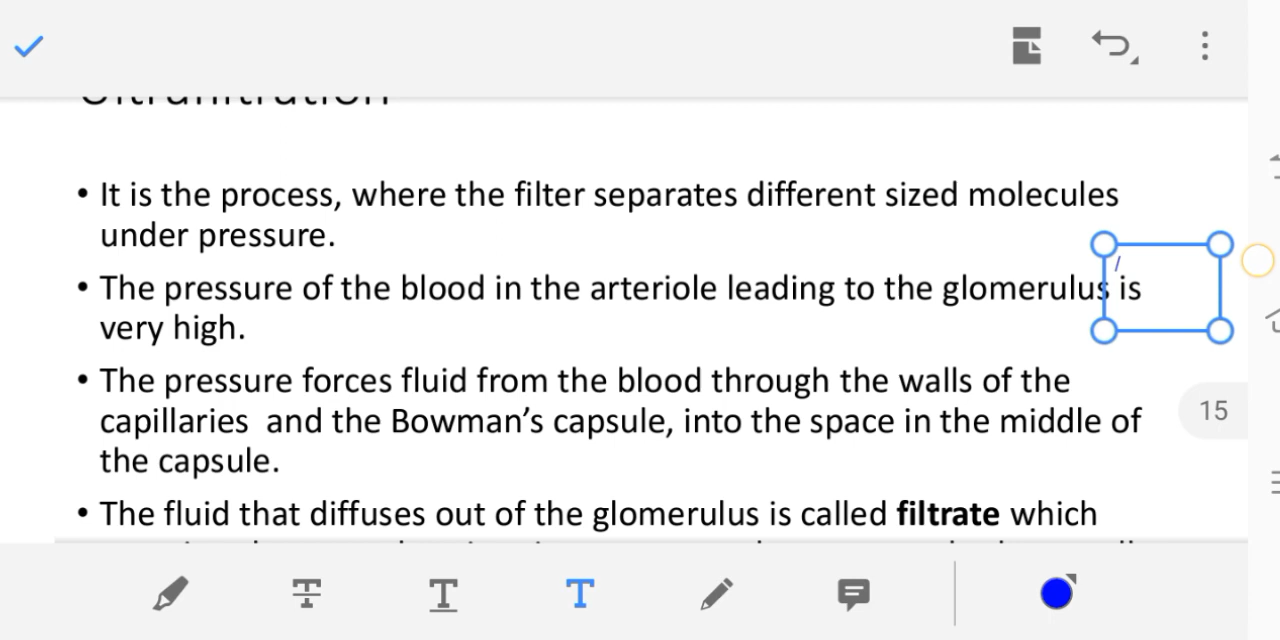 Ultrafiltration
• It is the process, where the filter separates different sized molecules
under pressure.
• The pressure of the blood in the arteriole leading to the glomerulus is
very high.
• The pressure forces fluid from the blood through the walls of the
capillaries  and the Bowman’s capsule, into the space in the middle of
the capsule.
• The fluid that diffuses out of the glomerulus is called filtrate which
/
15